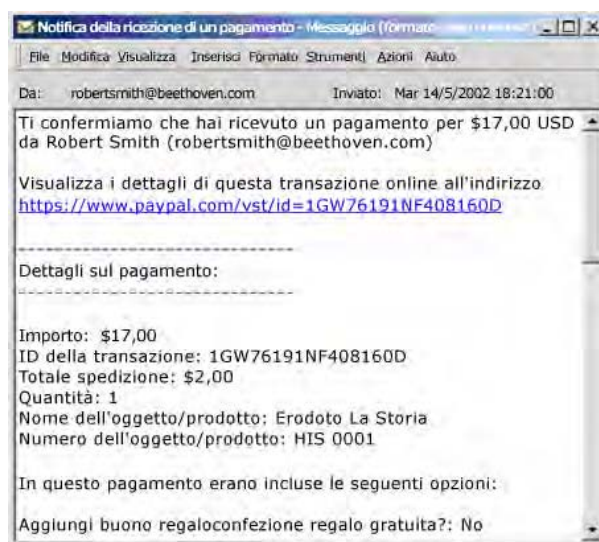 Notifica della ricezione di un pagamento - Messaggio (formato
File Modifica Visualizza Inserisci Formato Strumenti Azioni Aiuto
Da: robertsmith@beethoven.com Inviato: Mar 14/5/2002 18:21:00
Ti confermiamo che hai ricevuto un pagamento per $17,00 USD
da Robert Smith (robertsmith@beethoven.com)
Visualizza i dettagli di questa transazione online all'indirizzo
https://www.paypal.com/vst/id=1GW76191NF408160D
-------------------------------
Dettagli sul pagamento:
-------------------------------
Importo: $17,00
ID della transazione: 1GW76191NF408160D
Totale spedizione: $2,00
Quantità: 1
Nome dell'oggetto/prodotto: Erodoto La Storia
Numero dell'oggetto/prodotto: HIS 0001
In questo pagamento erano incluse le seguenti opzioni:
Aggiungi buono regaloconfezione regalo gratuita?: No